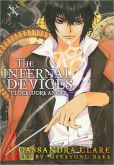 THE
INFERNAL
DEVICES
CLOCKWORK ANGEL
CASSANDRA CLARE
ART BY: HYEKYUNG BAEK